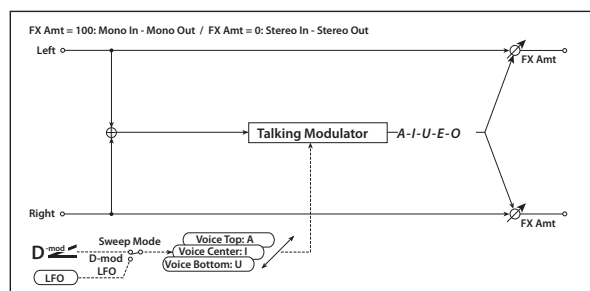 FX Amt = 100: Mono In - Mono Out / FX Amt = 0: Stereo In - Stereo Out
Left
FX Amt
Talking Modulator
A-I-U-E-O
Right
FX Amt
Sweep Mode
D-mod
D-mod
LFO
LFO
Voice Top: A
Voice Center: I
Voice Bottom: U